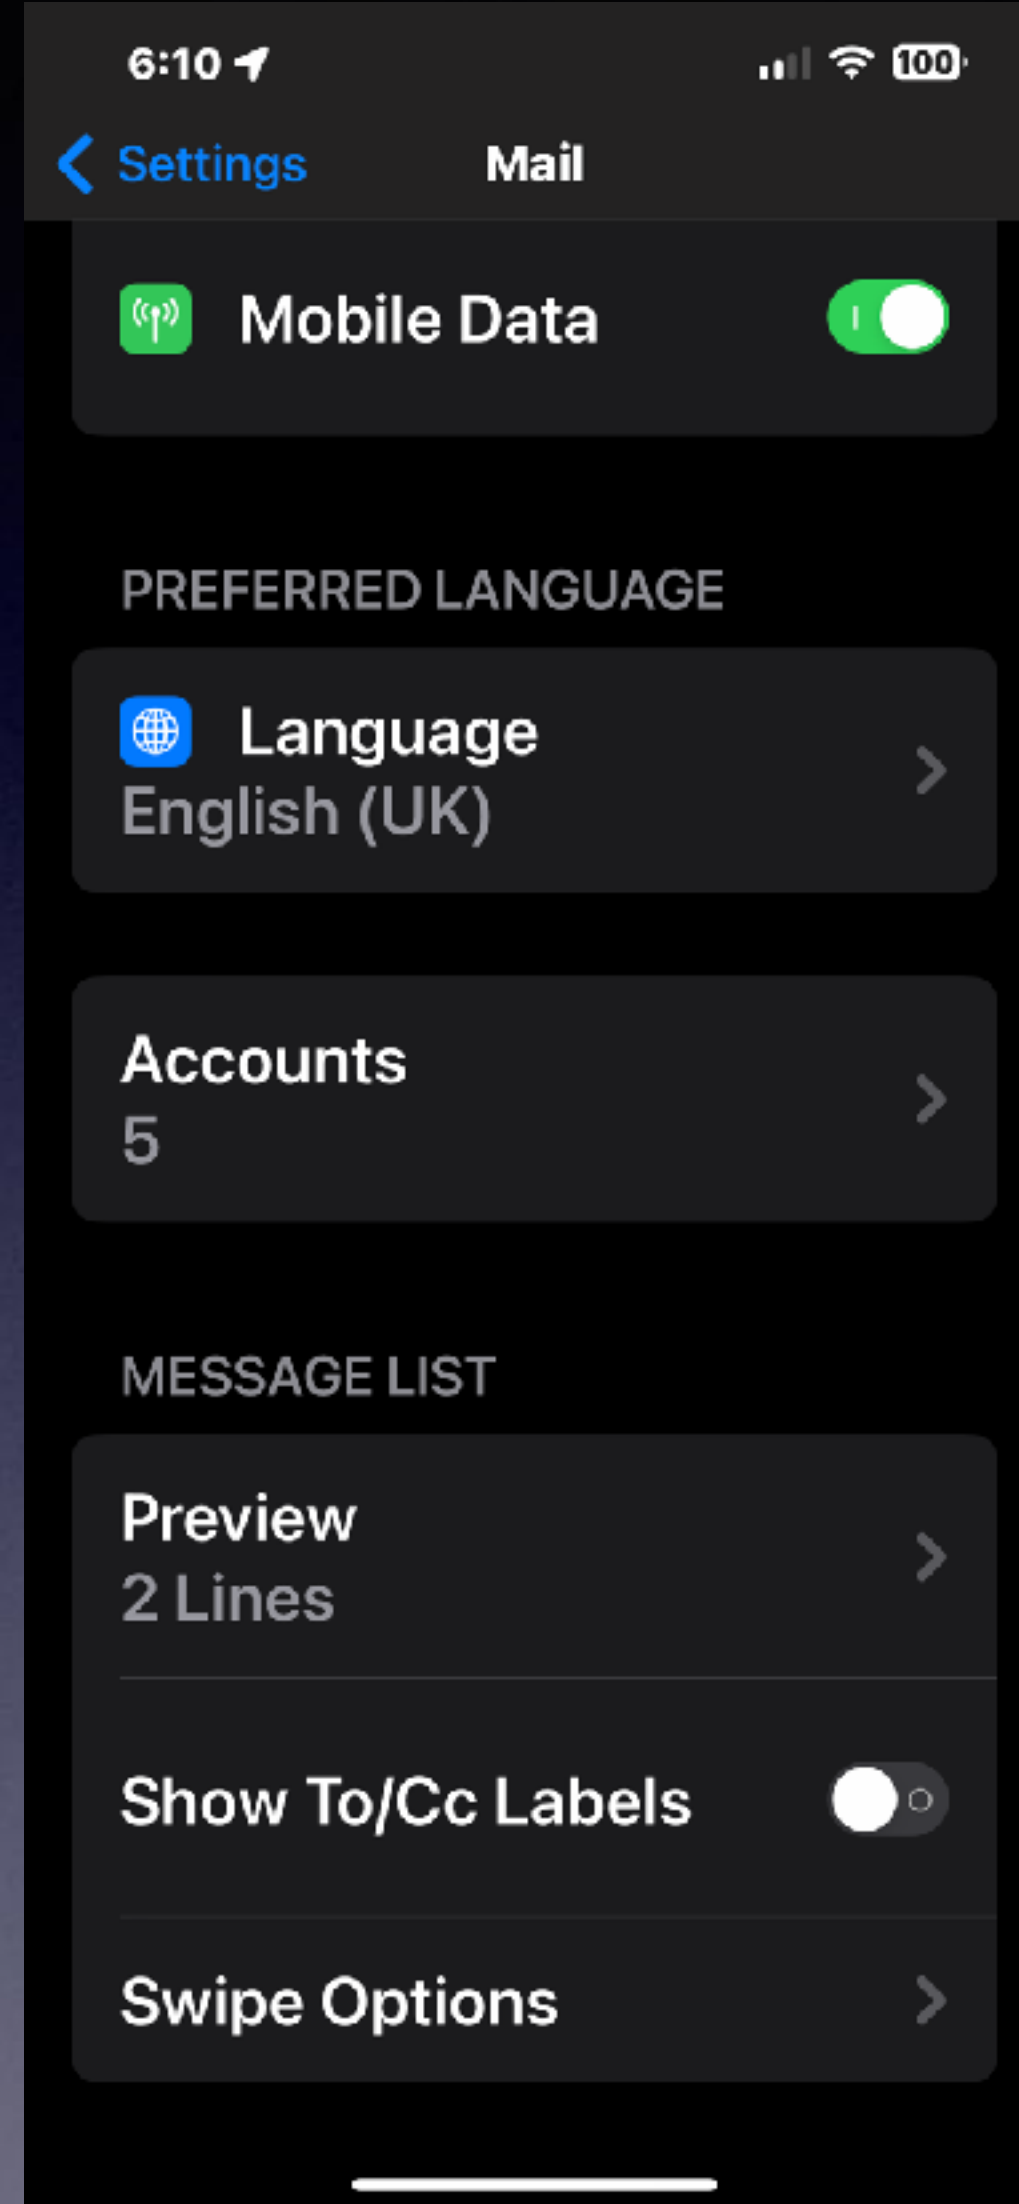 6:10
100
Settings
Mail
Mobile Data
PREFERRED LANGUAGE
Language
English (UK)
Accounts
5
MESSAGE LIST
Preview
2 Lines
Show To/Cc Labels
Swipe Options